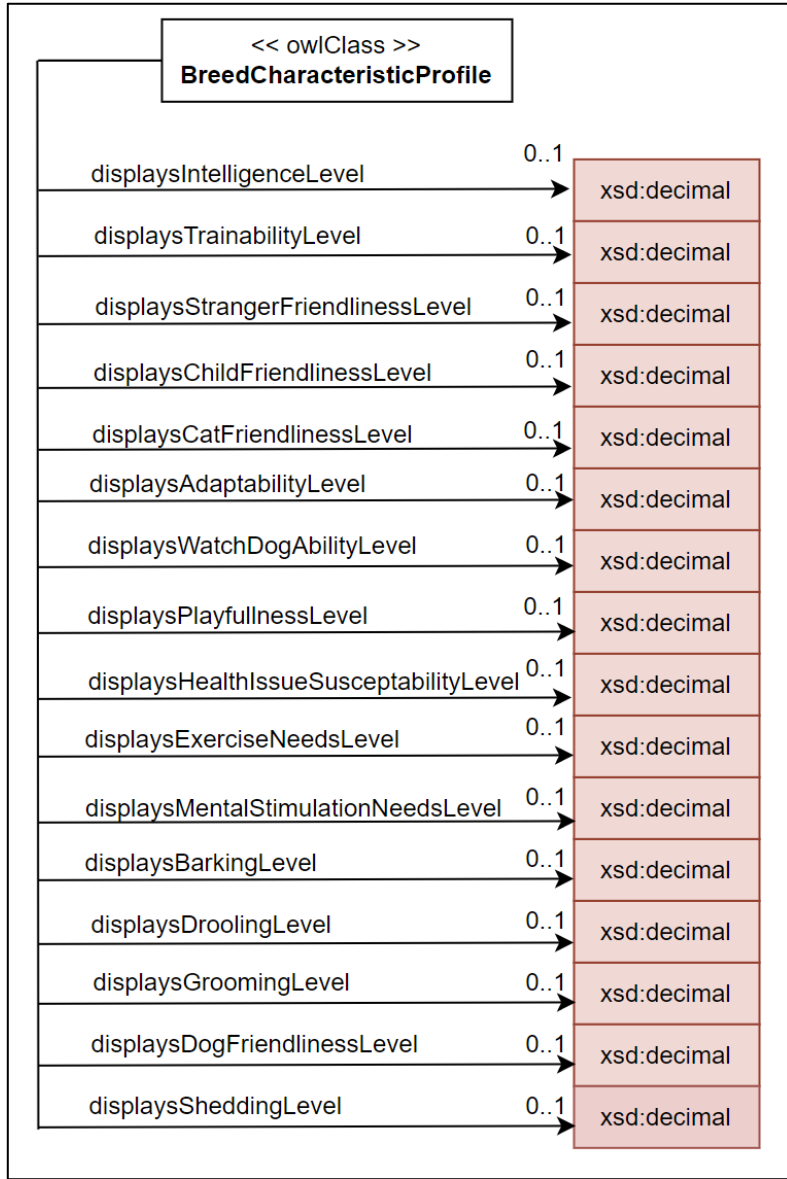 << owlClass >>
BreedCharacteristicProfile
displaysIntelligenceLevel 0..1 xsd:decimal
displaysTrainabilityLevel 0..1 xsd:decimal
displaysStrangerFriendlinessLevel 0..1 xsd:decimal
displaysChildFriendlinessLevel 0..1 xsd:decimal
displaysCatFriendlinessLevel 0..1 xsd:decimal
displaysAdaptabilityLevel 0..1 xsd:decimal
displaysWatchDogAbilityLevel 0..1 xsd:decimal
displaysPlayfullnessLevel 0..1 xsd:decimal
displaysHealthIssueSusceptabilityLevel 0..1 xsd:decimal
displaysExerciseNeedsLevel 0..1 xsd:decimal
displaysMentalStimulationNeedsLevel 0..1 xsd:decimal
displaysBarkingLevel 0..1 xsd:decimal
displaysDroolingLevel 0..1 xsd:decimal
displaysGroomingLevel 0..1 xsd:decimal
displaysDogFriendlinessLevel 0..1 xsd:decimal
displaysSheddingLevel 0..1 xsd:decimal